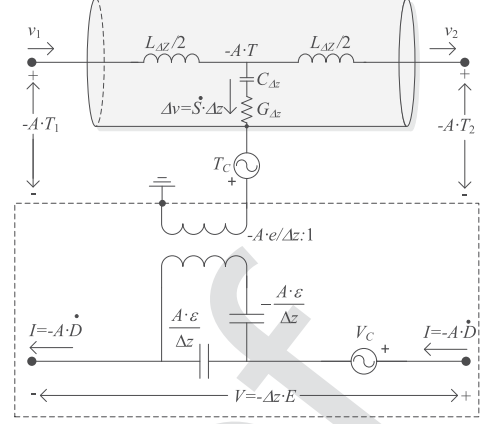 v1 LΔZ/2 -A·T LΔZ/2 v2
+ CΔz +
Δv=Ṡ·Δz GΔz
-A·T1 -A·T2
- TC + -
-A·e/Δz:1
A·ε/Δz -A·ε/Δz
I=-A·Ḋ VC + I=-A·Ḋ
- V=-Δz·E +